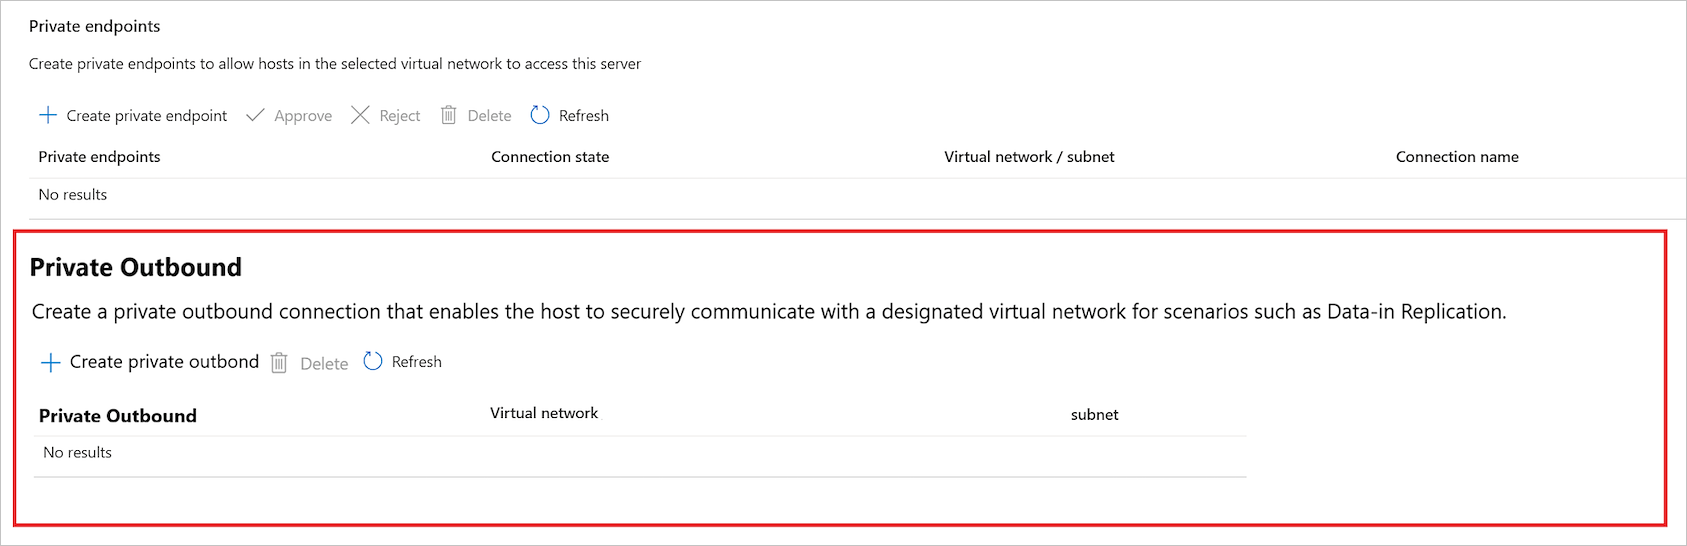 Private endpoints
Create private endpoints to allow hosts in the selected virtual network to access this server
Create private endpoint Approve Reject Delete Refresh
Private endpoints Connection state Virtual network / subnet Connection name
No results
Private Outbound
Create a private outbound connection that enables the host to securely communicate with a designated virtual network for scenarios such as Data-in Replication.
Create private outbond Delete Refresh
Private Outbound Virtual network subnet
No results